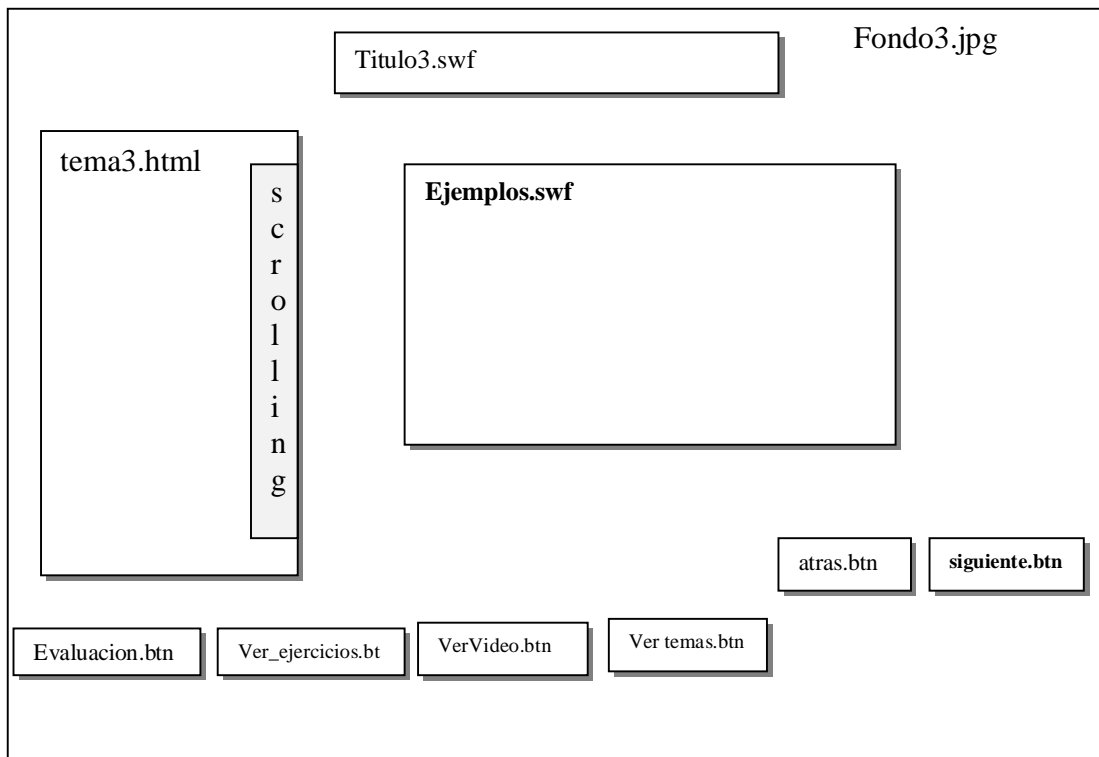 Fondo3.jpg
Titulo3.swf
tema3.html
s
c
r
o
l
l
i
n
g
Ejemplos.swf
atras.btn
siguiente.btn
Evaluacion.btn
Ver_ejercicios.bt
VerVideo.btn
Ver temas.btn